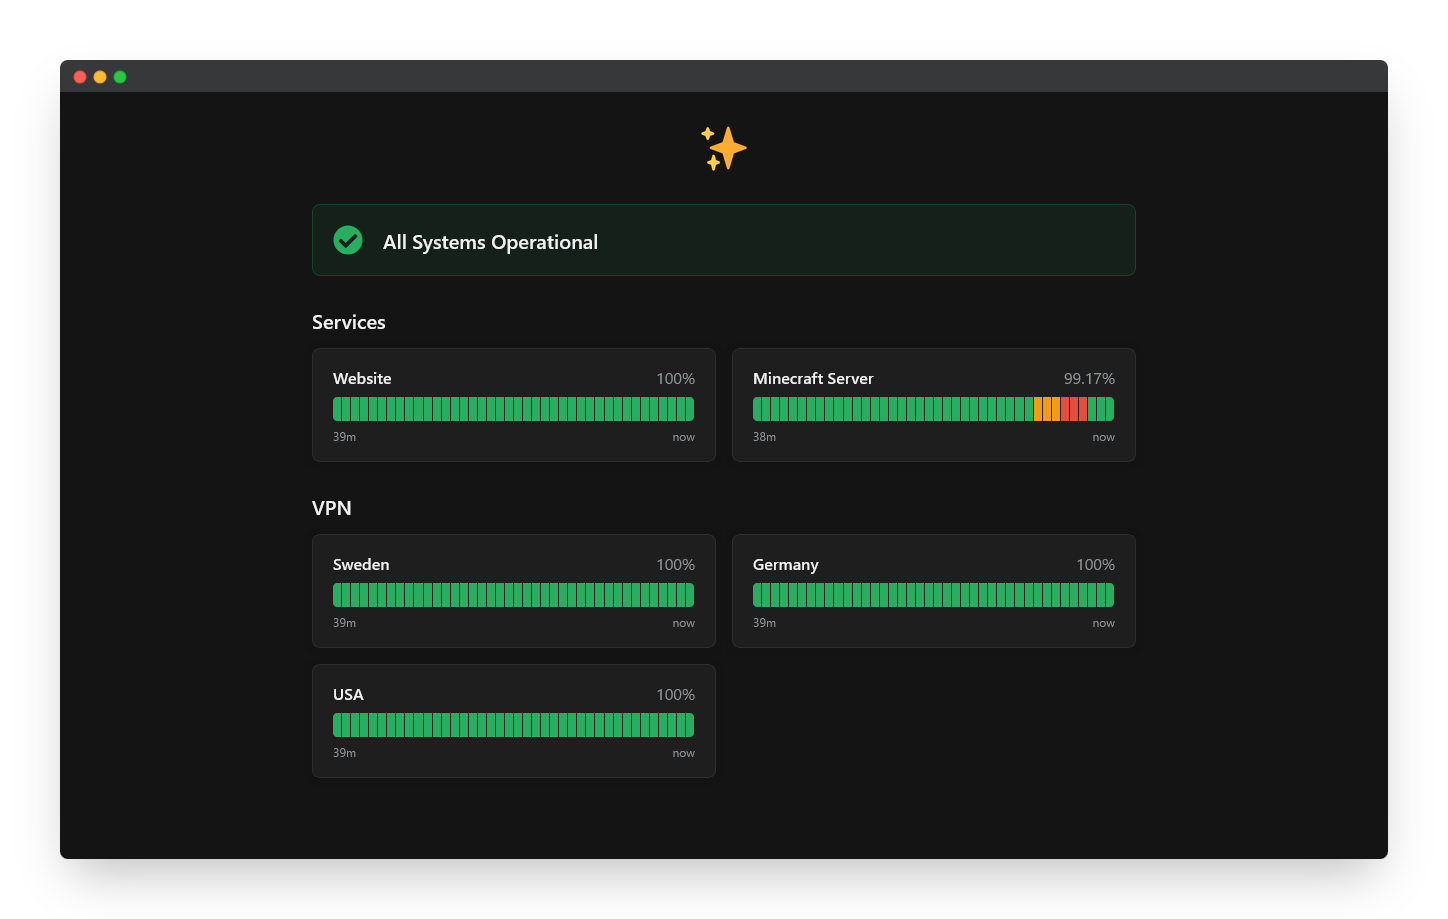 All Systems Operational
Services
Website 100%
39m now
Minecraft Server 99.17%
38m now
VPN
Sweden 100%
39m now
Germany 100%
39m now
USA 100%
39m now